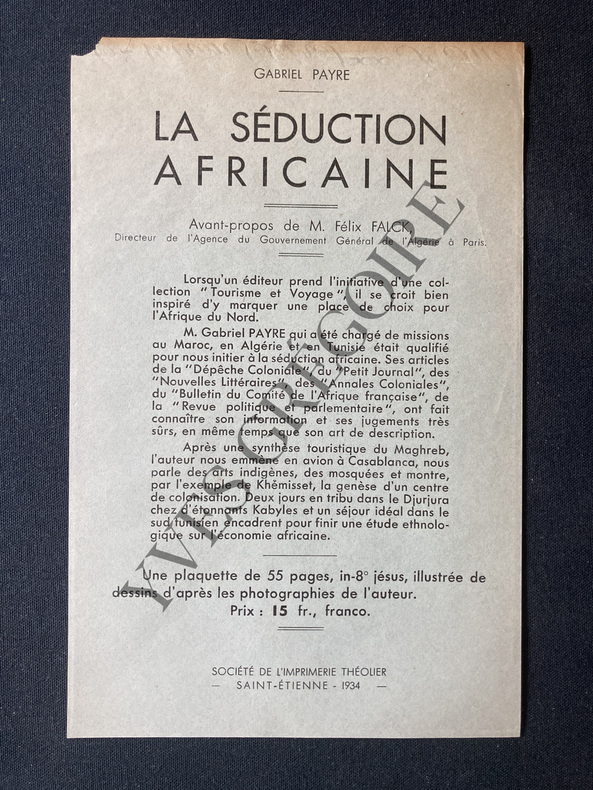 GABRIEL PAYRE
LA SÉDUCTION
AFRICAINE
Avant-propos de M. Félix FALCK,
Directeur de l'Agence du Gouvernement Général de l'Algérie à Paris.
Lorsqu'un éditeur prend l'initiative d'une col-
lection "Tourisme et Voyage", il se croit bien
inspiré d'y marquer une place de choix pour
l'Afrique du Nord.
M. Gabriel PAYRE qui a été chargé de missions
au Maroc, en Algérie et en Tunisie était qualifié
pour nous initier à la séduction africaine. Ses articles
de la "Dépêche Coloniale", du "Petit Journal", des
"Nouvelles Littéraires", des "Annales Coloniales",
du "Bulletin du Comité de l'Afrique française", de
la "Revue politique et parlementaire", ont fait
connaître son information et ses jugements très
sûrs, en même temps que son art de description.
Après une synthèse touristique du Maghreb,
l'auteur nous emmène en avion à Casablanca, nous
parle des arts indigènes, des mosquées et montre,
par l'exemple de Khémisset, la genèse d'un centre
de colonisation. Deux jours en tribu dans le Djurjura
chez d'étonnants Kabyles et un séjour idéal dans le
sud tunisien encadrent pour finir une étude ethnolo-
gique sur l'économie africaine.
Une plaquette de 55 pages, in-8° jésus, illustrée de
dessins d'après les photographies de l'auteur.
Prix : 15 fr., franco.
SOCIÉTÉ DE L'IMPRIMERIE THÉOLIER
— SAINT-ÉTIENNE - 1934 —
YVES GRÉGOIRE